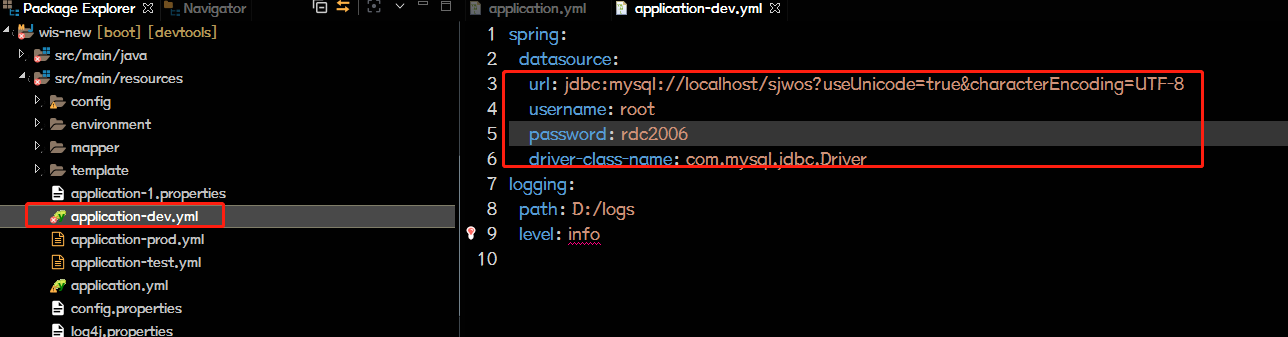 Package Explorer
Navigator
wis-new [boot] [devtools]
src/main/java
src/main/resources
config
environment
mapper
template
application-1.properties
application-dev.yml
application-prod.yml
application-test.yml
application.yml
config.properties
log4j.properties
application.yml
application-dev.yml
1 spring:
2 datasource:
3 url: jdbc:mysql://localhost/sjwos?useUnicode=true&characterEncoding=UTF-8
4 username: root
5 password: rdc2006
6 driver-class-name: com.mysql.jdbc.Driver
7 logging:
8 path: D:/logs
9 level: info
10